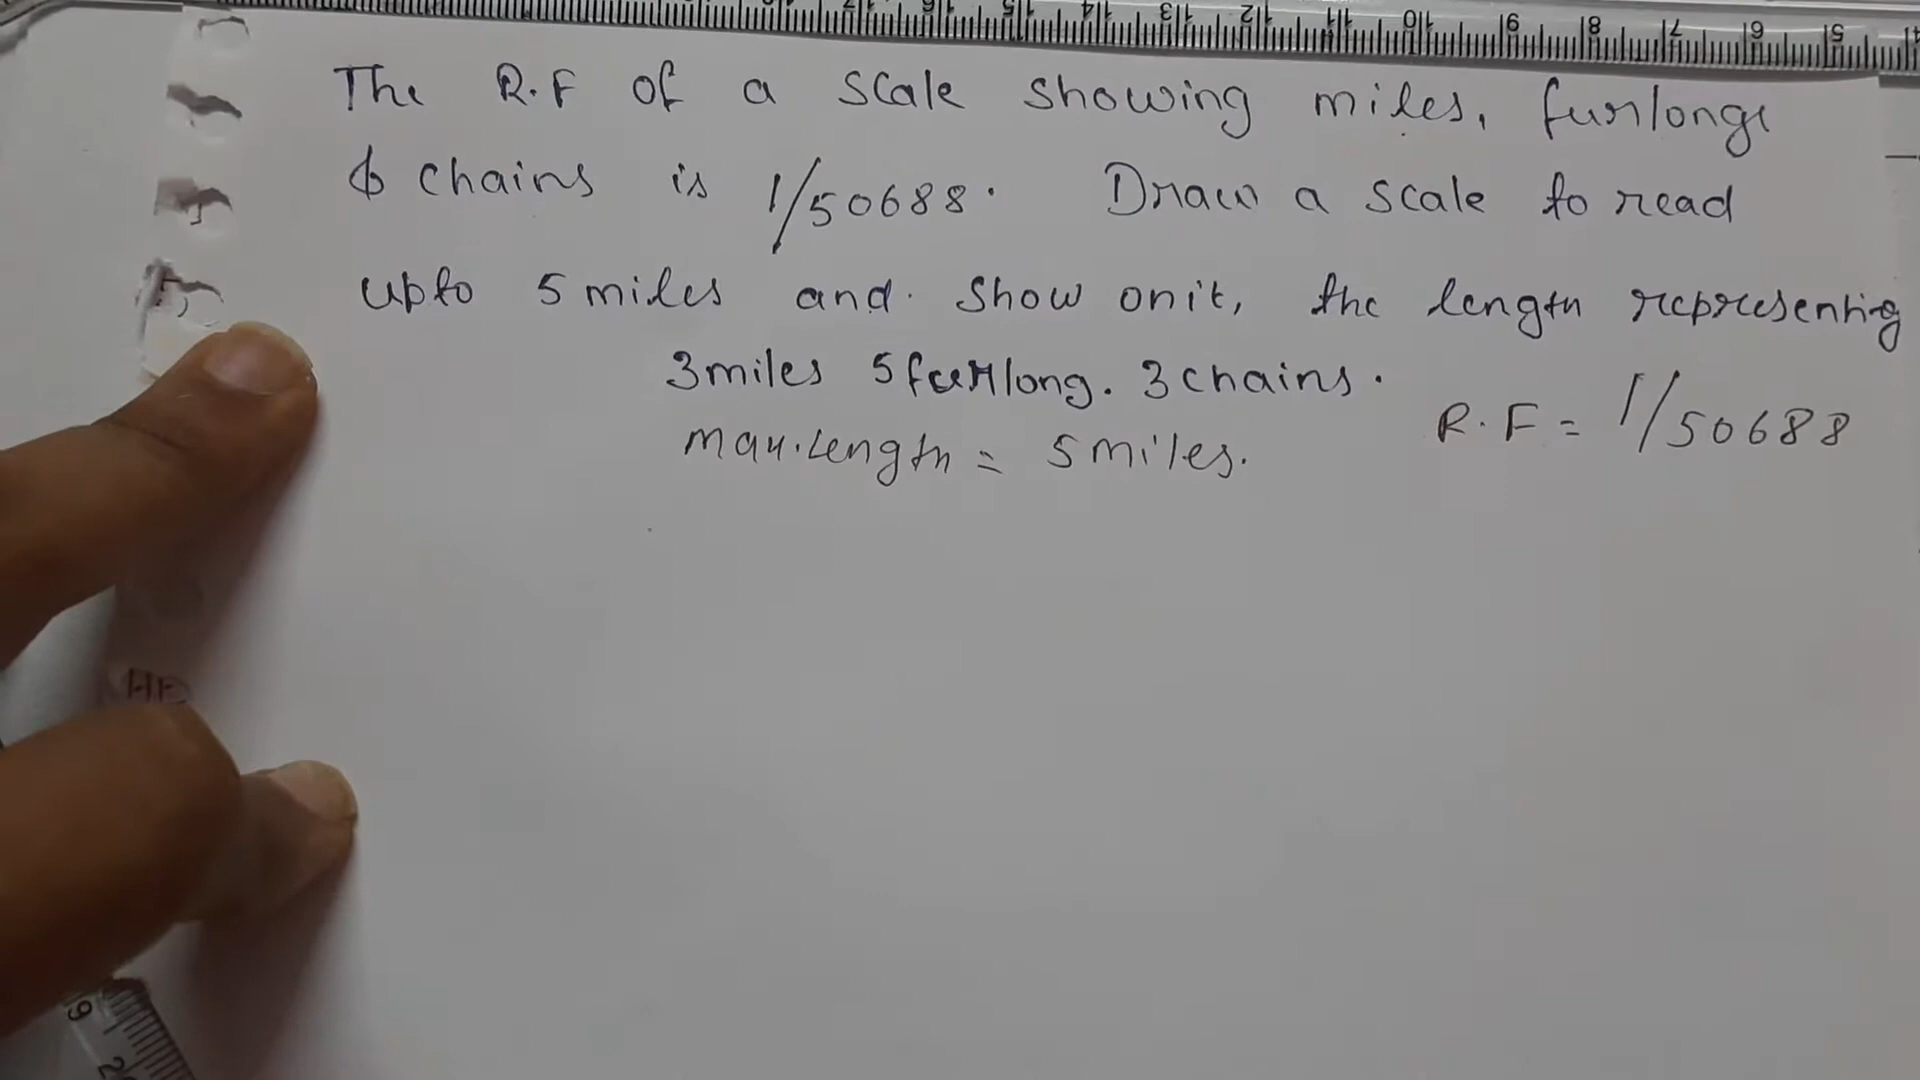 The R.F of a scale showing miles, furlongs
& chains is 1/50688. Draw a scale to read
upto 5 miles and. show on it, the length representing
3 miles 5 furlong. 3 chains.
R.F = 1/50688
max.length = 5 miles.